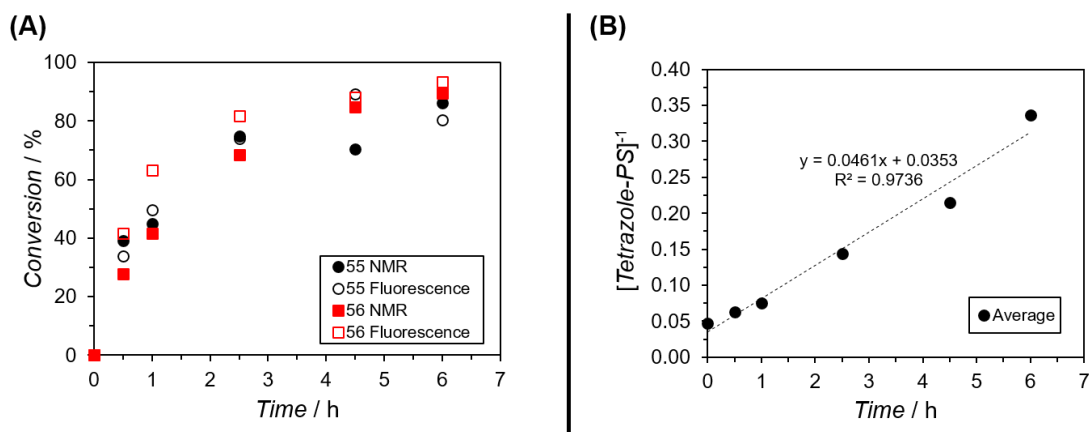 (A)
Conversion / %
100
80
60
40
20
0
0 1 2 3 4 5 6 7
Time / h
55 NMR
55 Fluorescence
56 NMR
56 Fluorescence
(B)
[Tetrazole-PS]⁻¹
0.40
0.35
0.30
0.25
0.20
0.15
0.10
0.05
0.00
0 1 2 3 4 5 6 7
Time / h
y = 0.0461x + 0.0353
R² = 0.9736
Average